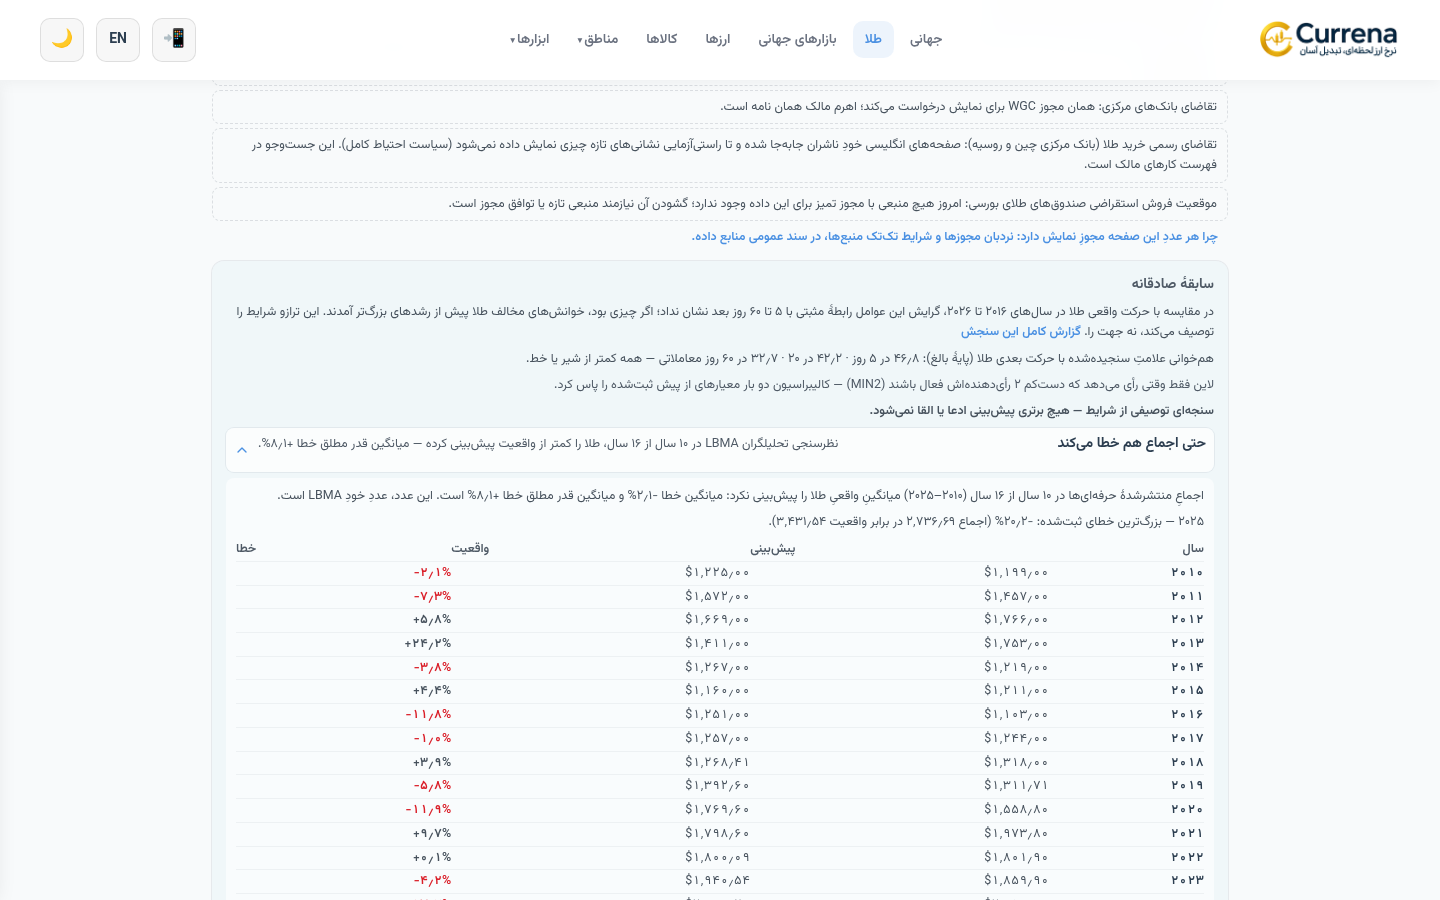 Currena
نرخ ارز لحظه‌ای، تبدیل آسان
جهانی
طلا
بازارهای جهانی
ارزها
کالاها
مناطق ▾
ابزارها ▾
EN
تقاضای بانک‌های مرکزی: همان مجوز WGC برای نمایش درخواست می‌کند؛ اهرم مالک همان نامه است.
تقاضای رسمی خرید طلا (بانک مرکزی چین و روسیه): صفحه‌های انگلیسی خودِ ناشران جابه‌جا شده و تا راستی‌آزمایی نشانی‌های تازه چیزی نمایش داده نمی‌شود (سیاست احتیاط کامل). این جست‌وجو در
فهرست کارهای مالک است.
موقعیت فروش استقراضی صندوق‌های طلای بورسی: امروز هیچ منبعی با مجوز تمیز برای این داده وجود ندارد؛ گشودن آن نیازمند منبعی تازه یا توافق مجوز است.
چرا هر عددِ این صفحه مجوزِ نمایش دارد: نردبان مجوزها و شرایط تک‌تک منبع‌ها، در سند عمومی منابع داده.
سابقهٔ صادقانه
در مقایسه با حرکت واقعی طلا در سال‌های ۲۰۱۶ تا ۲۰۲۶، گرایش این عوامل رابطهٔ مثبتی با ۵ تا ۶۰ روز بعد نشان نداد؛ اگر چیزی بود، خوانش‌های مخالف طلا پیش از رشدهای بزرگ‌تر آمدند. این ترازو شرایط را
توصیف می‌کند، نه جهت را. گزارش کامل این سنجش
هم‌خوانی علامتِ سنجیده‌شده با حرکت بعدی طلا (پایهٔ بالغ): ۴۶٫۸ در ۵ روز · ۴۲٫۲ در ۲۰ · ۳۲٫۷ در ۶۰ روز معاملاتی — همه کمتر از شیر یا خط.
لاین فقط وقتی رأی می‌دهد که دست‌کم ۲ رأی‌دهنده‌اش فعال باشند (MIN2) — کالیبراسیون دو بار معیارهای از پیش ثبت‌شده را پاس کرد.
سنجه‌ای توصیفی از شرایط — هیچ برتری پیش‌بینی ادعا یا القا نمی‌شود.
حتی اجماع هم خطا می‌کند
نظرسنجی تحلیلگران LBMA در ۱۰ سال از ۱۶ سال، طلا را کمتر از واقعیت پیش‌بینی کرده — میانگین قدر مطلق خطا +۸٫۱%.
اجماعِ منتشرشدهٔ حرفه‌ای‌ها در ۱۰ سال از ۱۶ سال (۲۰۱۰–۲۰۲۵) میانگینِ واقعیِ طلا را پیش‌بینی نکرد: میانگین خطا -۲٫۱% و میانگین قدر مطلق خطا +۸٫۱% است. این عدد، عددِ خودِ LBMA است.
۲۰۲۵ — بزرگ‌ترین خطای ثبت‌شده: -۲۰٫۲% (اجماع ۲,۷۳۶٫۶۹ در برابر واقعیت ۳,۴۳۱٫۵۴).
سال پیش‌بینی واقعیت خطا
۲۰۱۰ $۱,۱۹۹٫۰۰ $۱,۲۲۵٫۰۰ -۲٫۱%
۲۰۱۱ $۱,۴۵۷٫۰۰ $۱,۵۷۲٫۰۰ -۷٫۳%
۲۰۱۲ $۱,۷۶۶٫۰۰ $۱,۶۶۹٫۰۰ +۵٫۸%
۲۰۱۳ $۱,۷۵۳٫۰۰ $۱,۴۱۱٫۰۰ +۲۴٫۲%
۲۰۱۴ $۱,۲۱۹٫۰۰ $۱,۲۶۷٫۰۰ -۳٫۸%
۲۰۱۵ $۱,۲۱۱٫۰۰ $۱,۱۶۰٫۰۰ +۴٫۴%
۲۰۱۶ $۱,۱۰۳٫۰۰ $۱,۲۵۱٫۰۰ -۱۱٫۸%
۲۰۱۷ $۱,۲۴۴٫۰۰ $۱,۲۵۷٫۰۰ -۱٫۰%
۲۰۱۸ $۱,۳۱۸٫۰۰ $۱,۲۶۸٫۴۱ +۳٫۹%
۲۰۱۹ $۱,۳۱۱٫۷۱ $۱,۳۹۲٫۶۰ -۵٫۸%
۲۰۲۰ $۱,۵۵۸٫۸۰ $۱,۷۶۹٫۶۰ -۱۱٫۹%
۲۰۲۱ $۱,۹۷۳٫۸۰ $۱,۷۹۸٫۶۰ +۹٫۷%
۲۰۲۲ $۱,۸۰۱٫۹۰ $۱,۸۰۰٫۰۹ +۰٫۱%
۲۰۲۳ $۱,۸۵۹٫۹۰ $۱,۹۴۰٫۵۴ -۴٫۲%